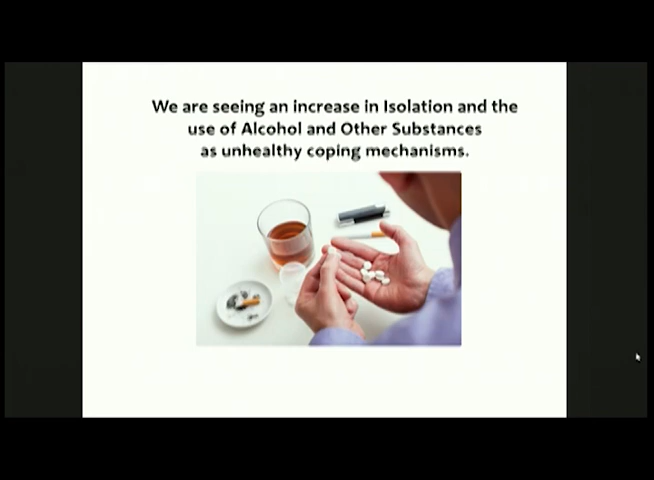 We are seeing an increase in Isolation and the
use of Alcohol and Other Substances
as unhealthy coping mechanisms.